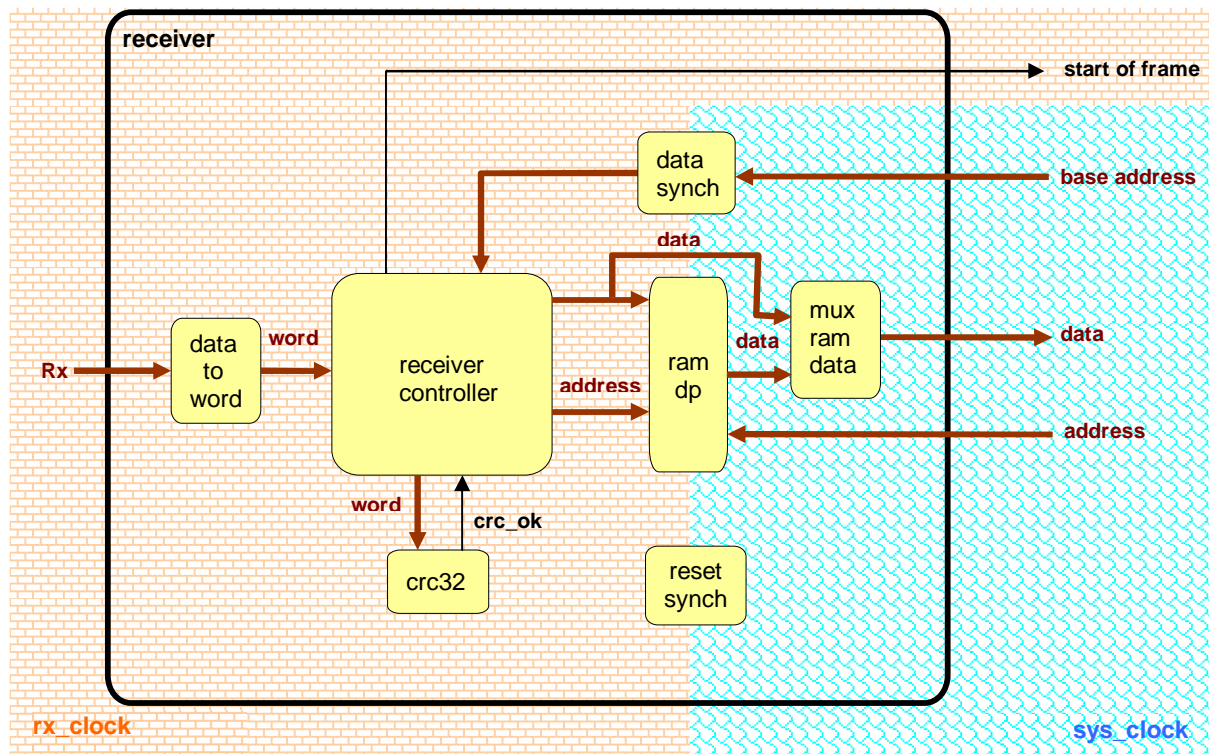 receiver
start of frame
data
synch
base address
data
data
to
word
word
Rx
receiver
controller
address
ram
dp
data
mux
ram
data
data
address
word
crc_ok
crc32
reset
synch
rx_clock
sys_clock